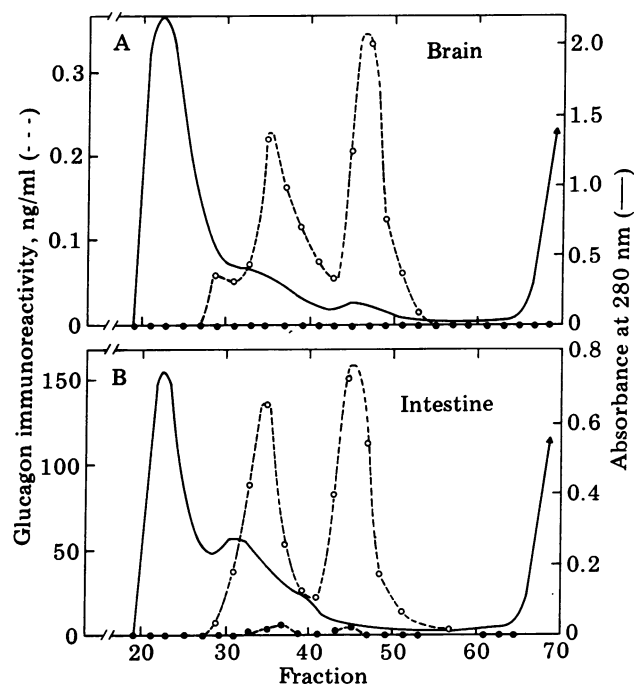 A
Brain
0.3
0.2
0.1
0
2.0
1.5
1.0
0.5
0
B
Intestine
150
100
50
0
0.8
0.6
0.4
0.2
0
20 30 40 50 60 70
Fraction
Glucagon immunoreactivity, ng/ml (- - -)
Absorbance at 280 nm (—)